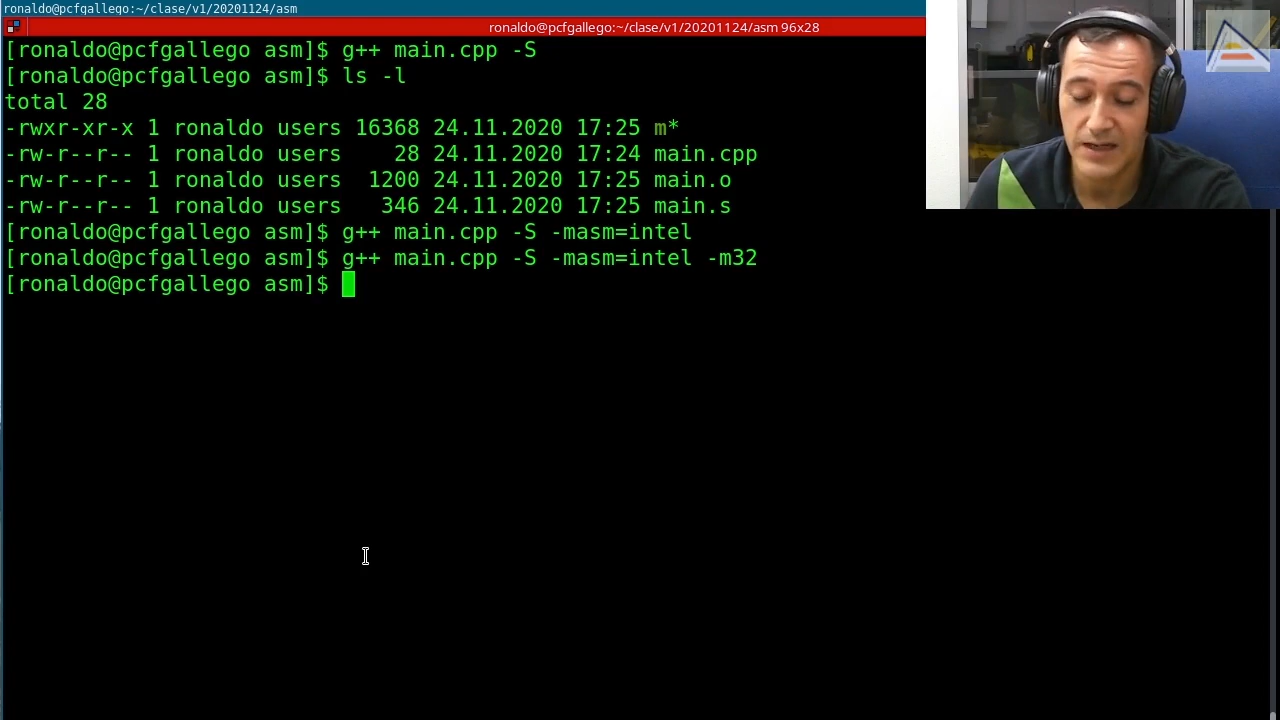 ronaldo@pcfgallego:~/clase/v1/20201124/asm
ronaldo@pcfgallego:~/clase/v1/20201124/asm 96x28
[ronaldo@pcfgallego asm]$ g++ main.cpp -S
[ronaldo@pcfgallego asm]$ ls -l
total 28
-rwxr-xr-x 1 ronaldo users 16368 24.11.2020 17:25 m*
-rw-r--r-- 1 ronaldo users    28 24.11.2020 17:24 main.cpp
-rw-r--r-- 1 ronaldo users  1200 24.11.2020 17:25 main.o
-rw-r--r-- 1 ronaldo users   346 24.11.2020 17:25 main.s
[ronaldo@pcfgallego asm]$ g++ main.cpp -S -masm=intel
[ronaldo@pcfgallego asm]$ g++ main.cpp -S -masm=intel -m32
[ronaldo@pcfgallego asm]$